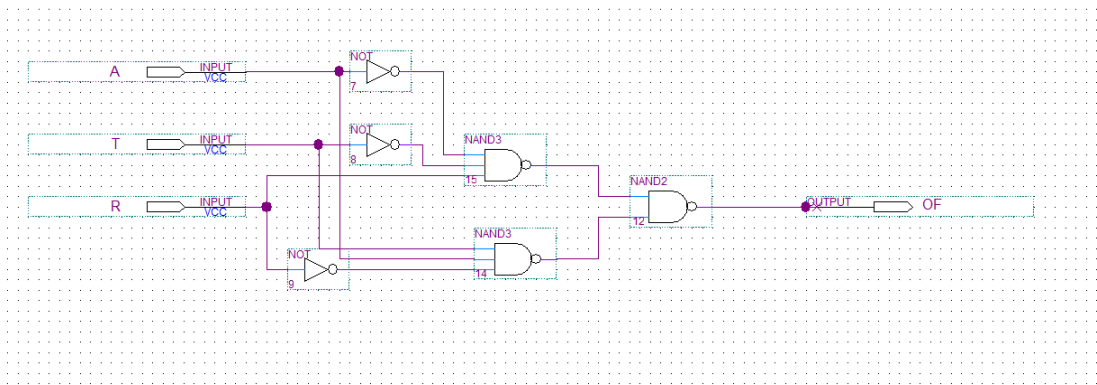 NOT
A INPUT
VCC
7
NOT
T INPUT
VCC
8
NAND3
15
NAND2
R INPUT
VCC
12
OUTPUT OF
NAND3
14
NOT
9